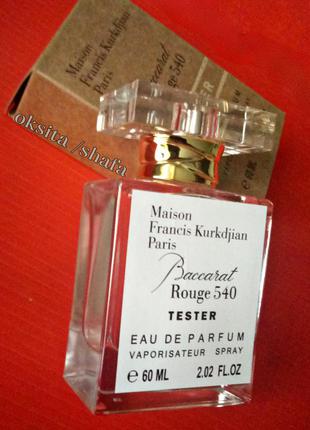 Maison
Francis Kurkdjian
Paris
oksita /shafa
Maison
Francis Kurkdjian
Paris
Baccarat
Rouge 540
TESTER
EAU DE PARFUM
VAPORISATEUR SPRAY
℮ 60 ML 2.02 FL.OZ